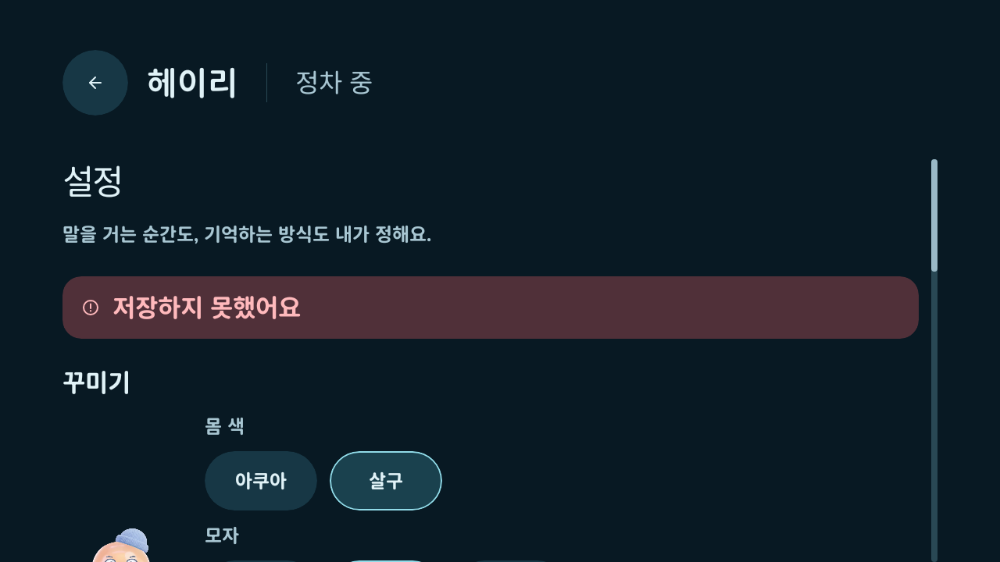 헤이리
정차 중
설정
말을 거는 순간도, 기억하는 방식도 내가 정해요.
저장하지 못했어요
꾸미기
몸 색
아쿠아
살구
모자